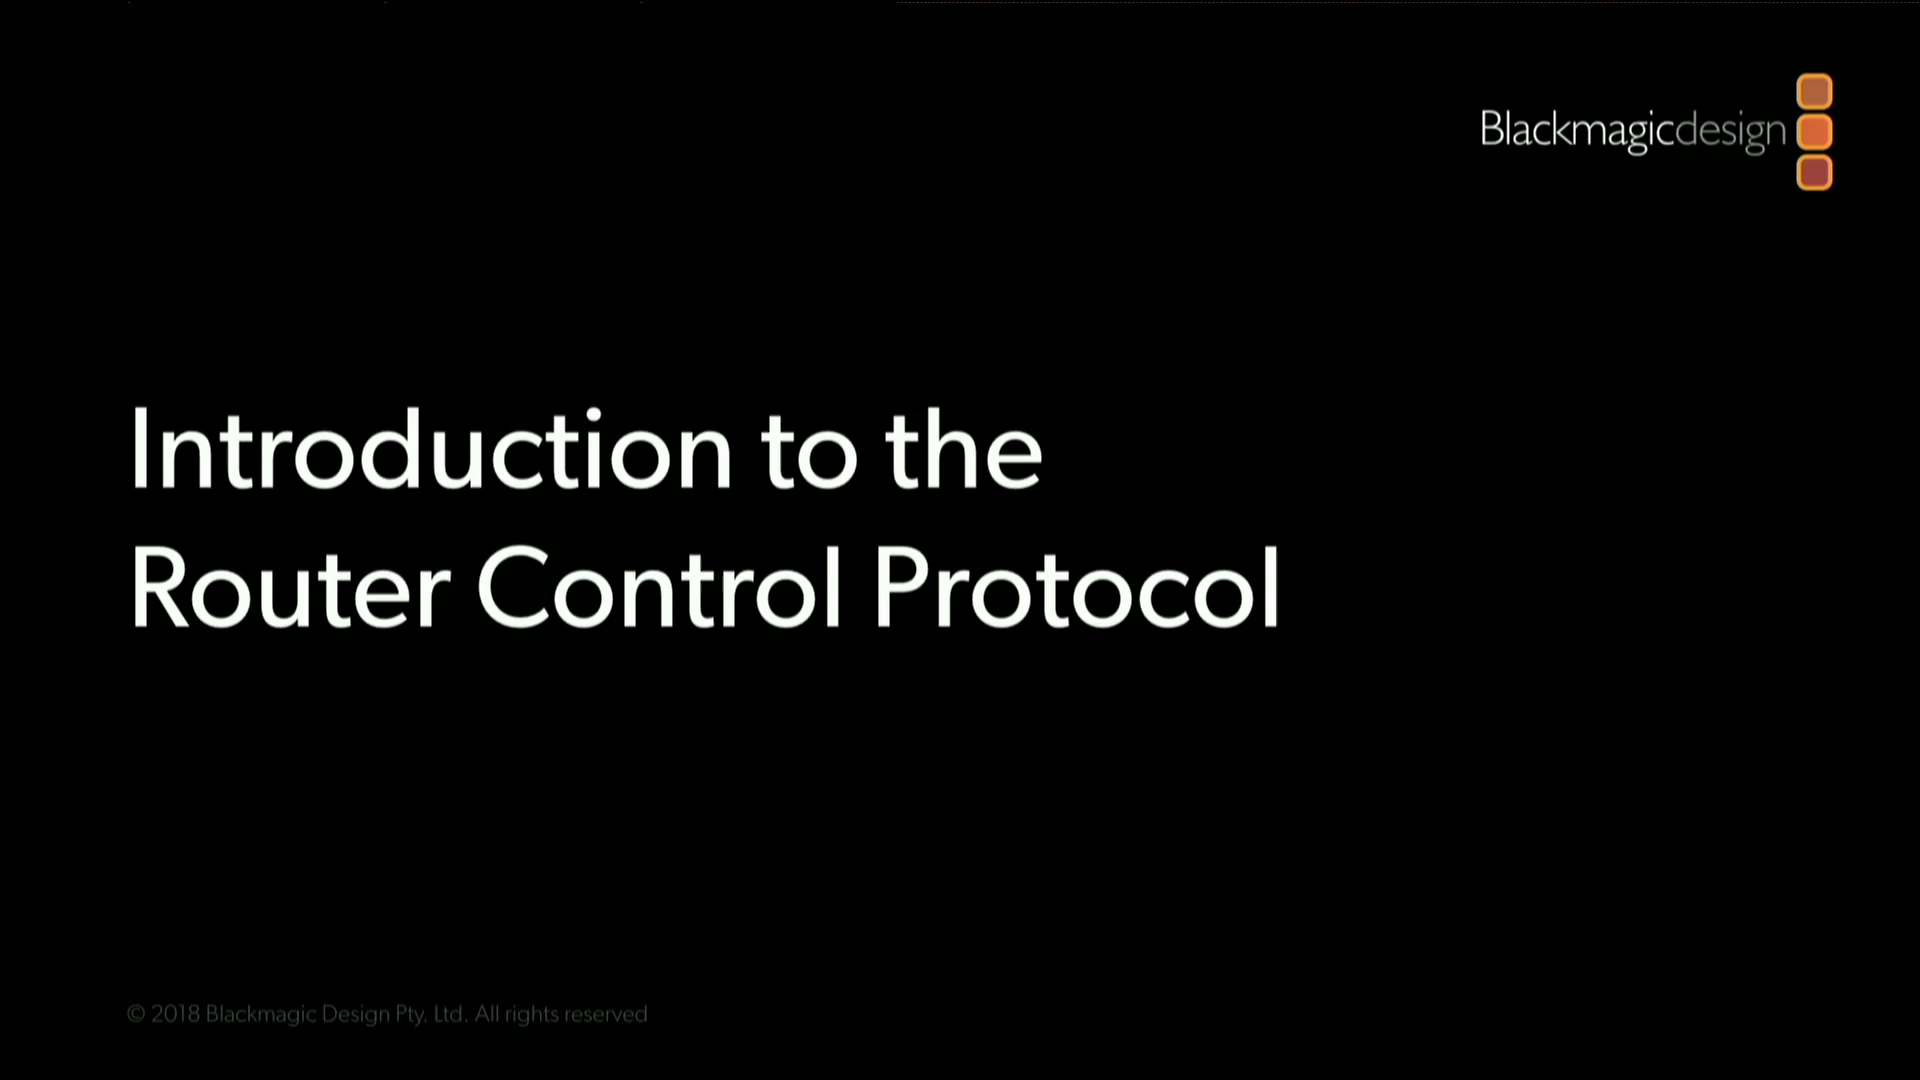 Blackmagicdesign
Introduction to the
Router Control Protocol
© 2018 Blackmagic Design Pty. Ltd. All rights reserved